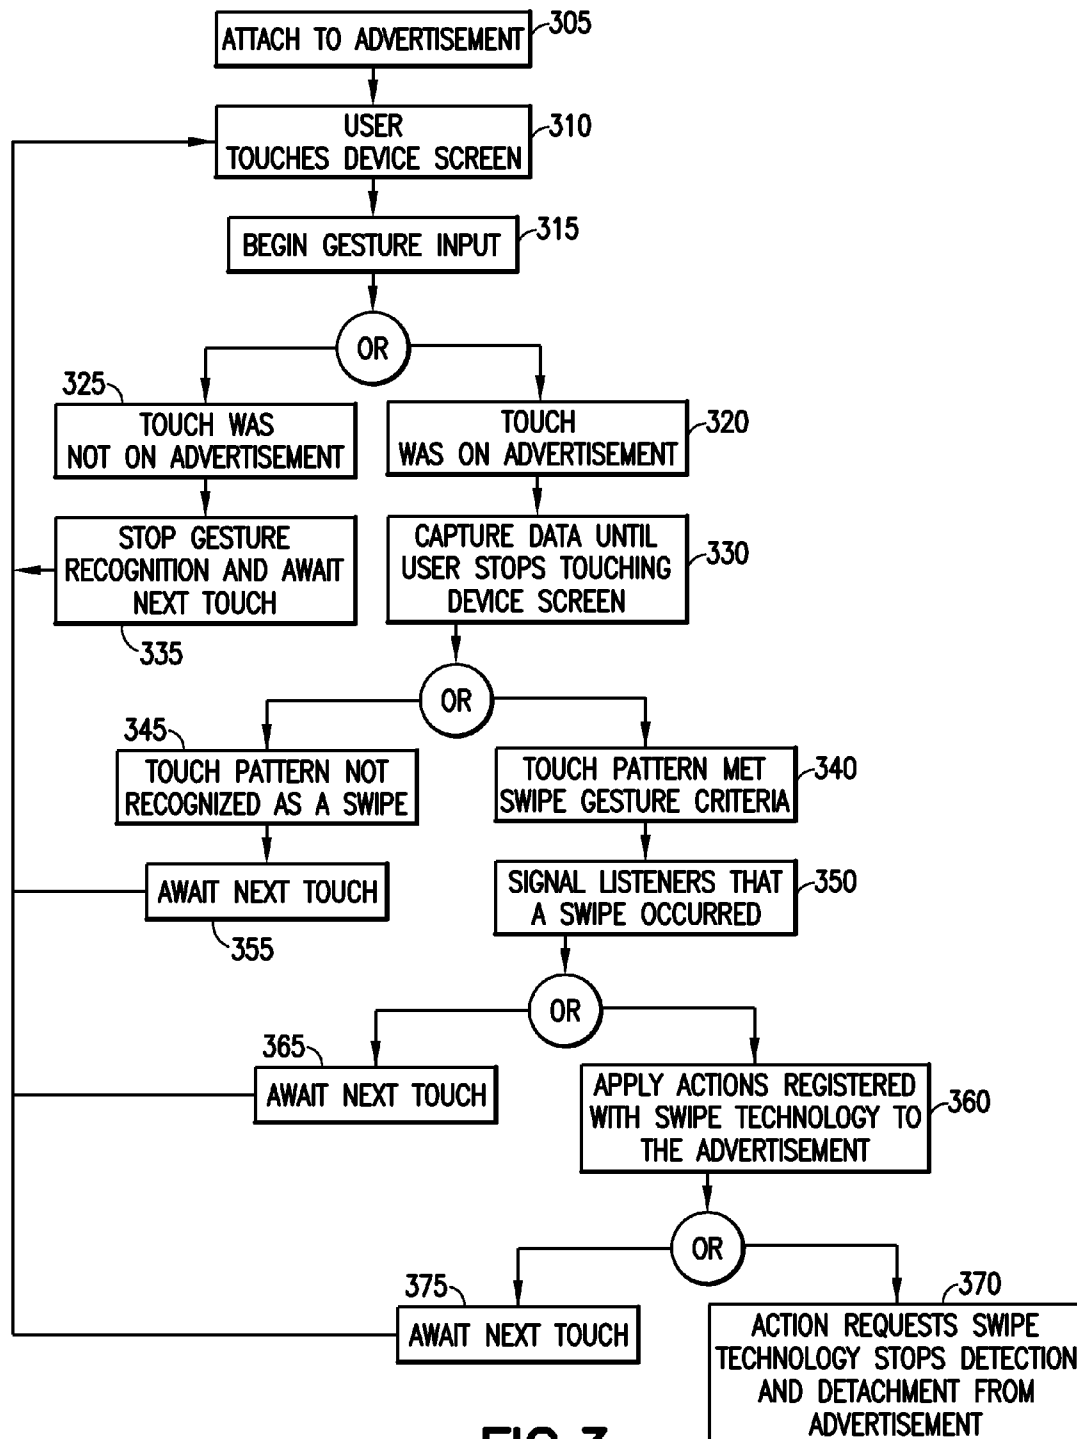 ATTACH TO ADVERTISEMENT
305
USER
TOUCHES DEVICE SCREEN
310
BEGIN GESTURE INPUT
315
OR
325
TOUCH WAS
NOT ON ADVERTISEMENT
TOUCH
WAS ON ADVERTISEMENT
320
STOP GESTURE
RECOGNITION AND AWAIT
NEXT TOUCH
335
CAPTURE DATA UNTIL
USER STOPS TOUCHING
DEVICE SCREEN
330
OR
345
TOUCH PATTERN NOT
RECOGNIZED AS A SWIPE
TOUCH PATTERN MET
SWIPE GESTURE CRITERIA
340
AWAIT NEXT TOUCH
355
SIGNAL LISTENERS THAT
A SWIPE OCCURRED
350
OR
365
AWAIT NEXT TOUCH
APPLY ACTIONS REGISTERED
WITH SWIPE TECHNOLOGY TO
THE ADVERTISEMENT
360
OR
375
AWAIT NEXT TOUCH
370
ACTION REQUESTS SWIPE
TECHNOLOGY STOPS DETECTION
AND DETACHMENT FROM
ADVERTISEMENT
FIG.3